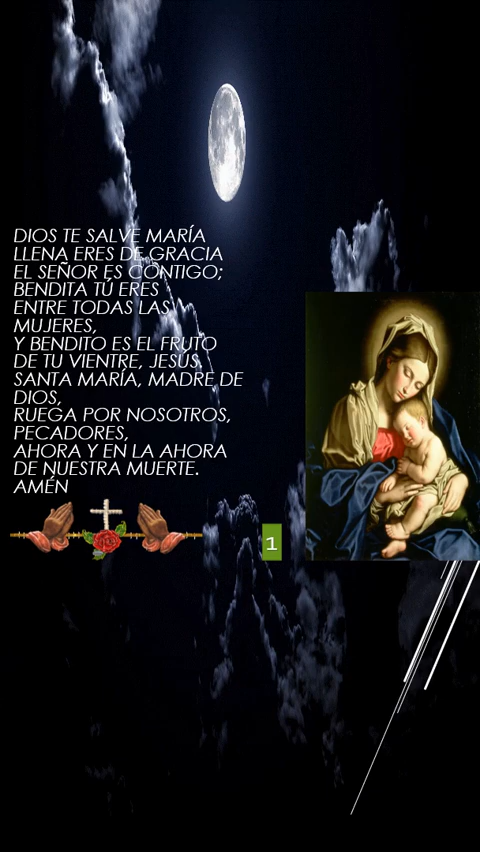 DIOS TE SALVE MARÍA
LLENA ERES DE GRACIA
EL SEÑOR ES CONTIGO;
BENDITA TÚ ERES
ENTRE TODAS LAS
MUJERES,
Y BENDITO ES EL FRUTO
DE TU VIENTRE, JESÚS.
SANTA MARÍA, MADRE DE
DIOS,
RUEGA POR NOSOTROS,
PECADORES,
AHORA Y EN LA AHORA
DE NUESTRA MUERTE.
AMÉN
1